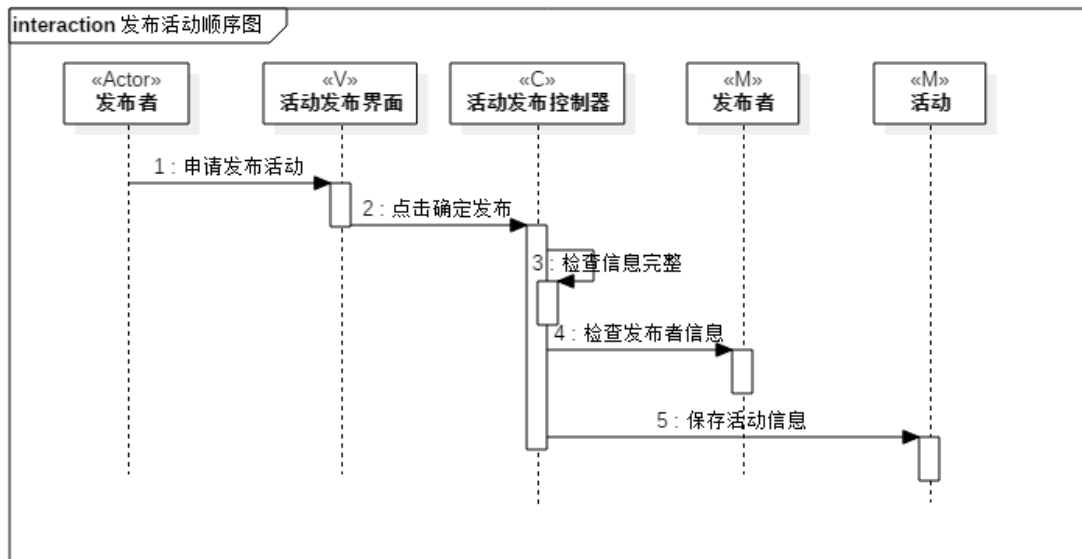 interaction 发布活动顺序图
«Actor»
发布者
«V»
活动发布界面
«C»
活动发布控制器
«M»
发布者
«M»
活动
1 : 申请发布活动
2 : 点击确定发布
3 : 检查信息完整
4 : 检查发布者信息
5 : 保存活动信息